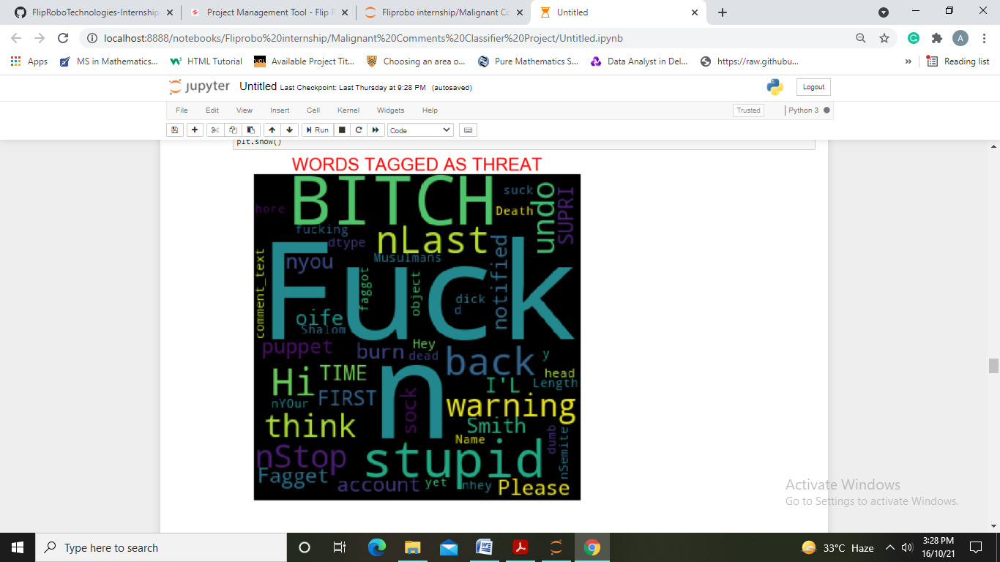 FlipRoboTechnologies-Internship
Project Management Tool - Flip R
Fliprobo internship/Malignant Co
Untitled
localhost:8888/notebooks/Fliprobo%20internship/Malignant%20Comments%20Classifier%20Project/Untitled.ipynb
A
Apps
MS in Mathematics...
HTML Tutorial
Available Project Tit...
Choosing an area o...
Pure Mathematics S...
Data Analyst in Del...
https://raw.githubu...
»
Reading list
jupyter Untitled Last Checkpoint: Last Thursday at 9:28 PM (autosaved)
Logout
File Edit View Insert Cell Kernel Widgets Help
Trusted
Python 3
Run
Code
plt.show()
WORDS TAGGED AS THREAT
BITCH
suck
undo
SUPRI
hore
Death
fucking
nLast
dtype
Musulmans
notified
nyou
Fuck
comment_text
faggot
object
dick
d
oife
Shalom
puppet
burn
Hey
dead
back
y
head
Hi
TIME
n
I'L
Length
nYOur
FIRST
sock
warning
think
Smith
Name
dumb
nSemite
nStop
stupid
Fagget
account
yet
nhey
Please
Activate Windows
Go to Settings to activate Windows.
Type here to search
33°C Haze
3:28 PM
16/10/21